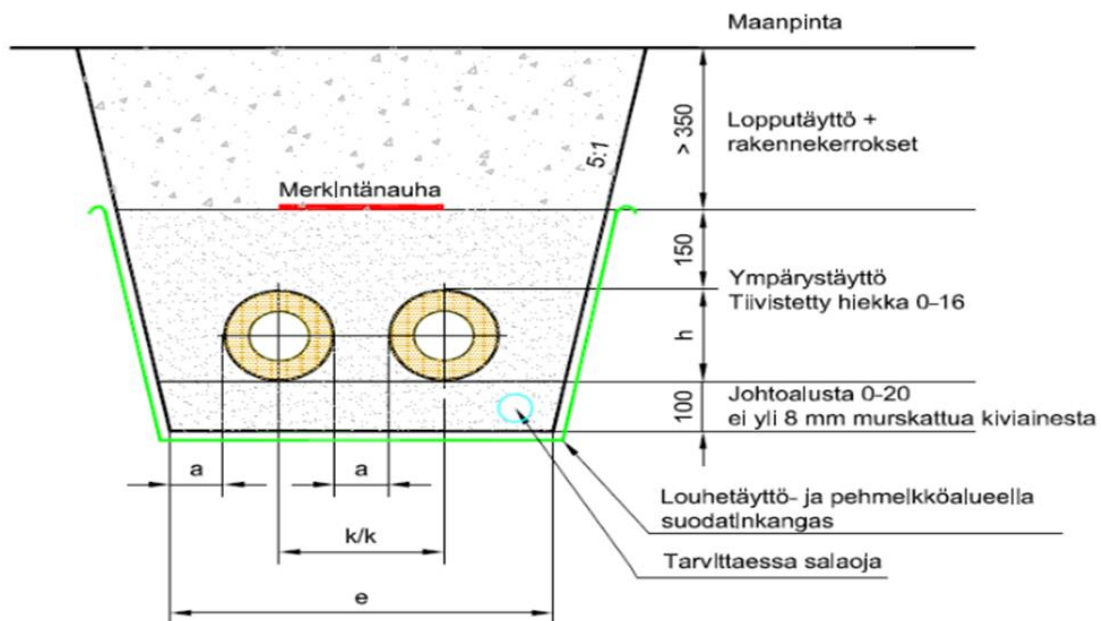 Maanpinta
> 350
Lopputäyttö +
rakennekerrokset
5:1
Merkintänauha
150
Ympärystäyttö
Tiivistetty hiekka 0-16
h
100
Johtoalusta 0-20
ei yli 8 mm murskattua kiviainesta
a
a
Louhetäyttö- ja pehmeikköalueella
suodatinkangas
k/k
Tarvittaessa salaoja
e